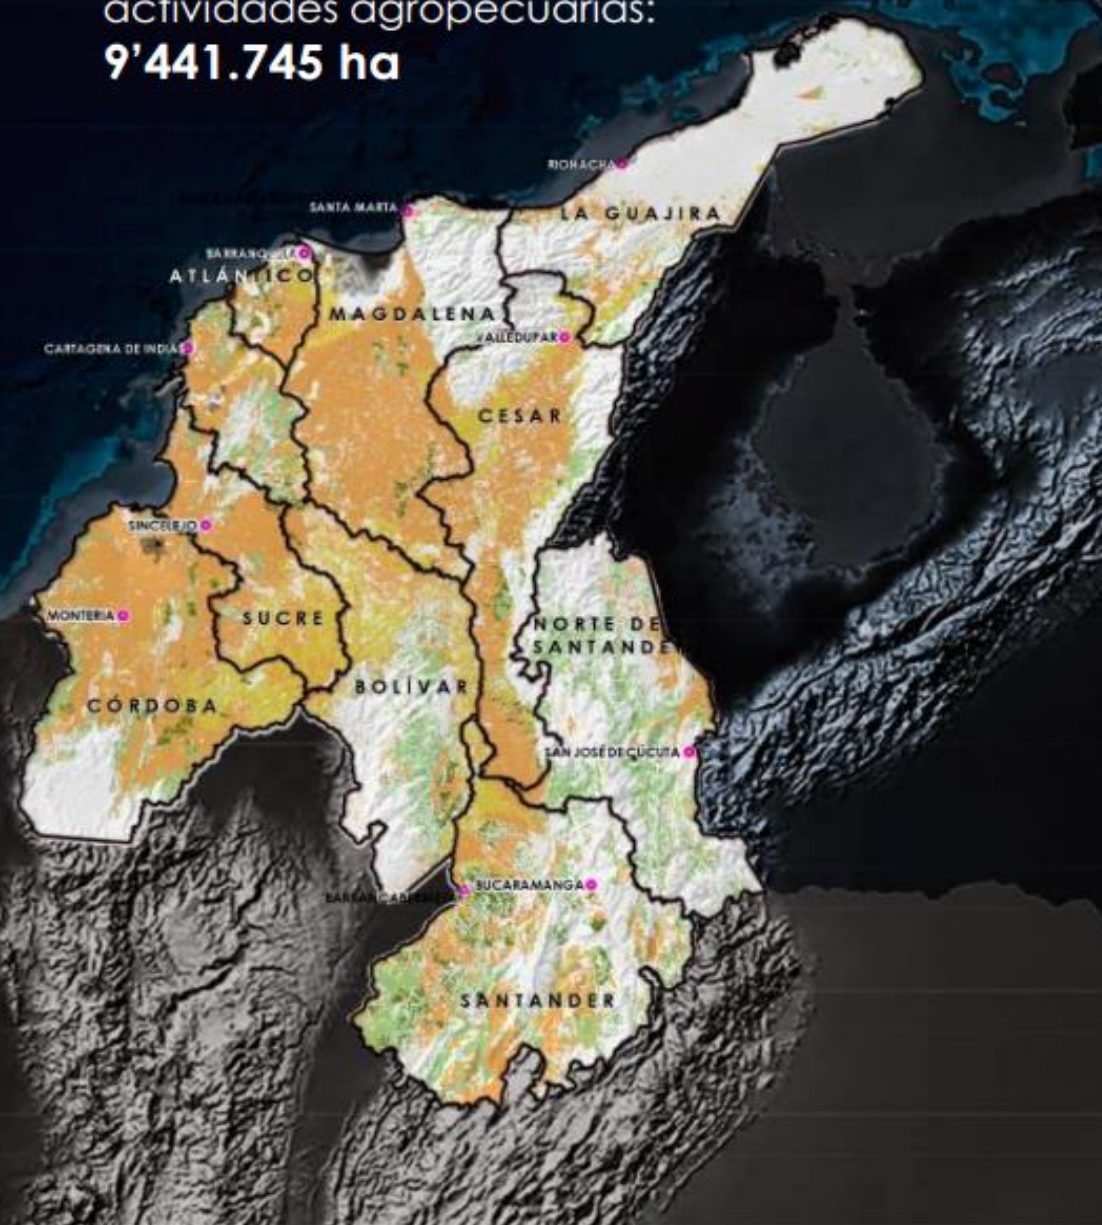 actividades agropecuarias:
9’441.745 ha
RIOHACHA
SANTA MARTA
LA GUAJIRA
BARRANQUILLA
ATLÁNTICO
MAGDALENA
VALLEDUPAR
CARTAGENA DE INDIAS
CESAR
SINCELEJO
MONTERIA
SUCRE
NORTE DE
SANTANDER
BOLÍVAR
CÓRDOBA
SAN JOSÉ DE CÚCUTA
BUCARAMANGA
BARRANCABERMEJA
SANTANDER